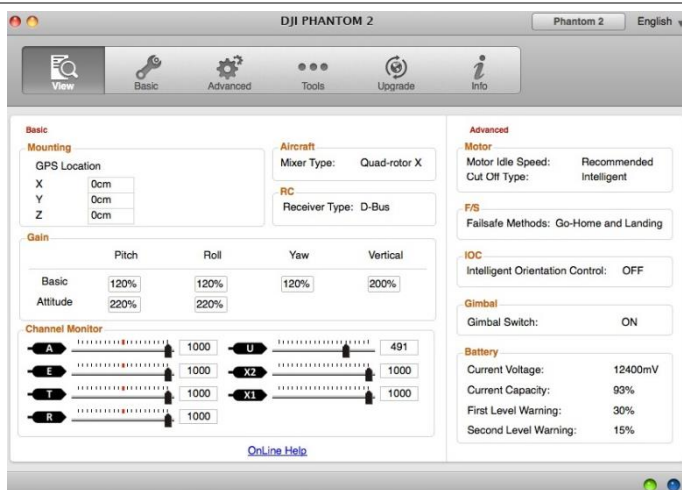 DJI PHANTOM 2
Phantom 2 English
View Basic Advanced Tools Upgrade Info
Basic
Mounting
GPS Location
X 0cm
Y 0cm
Z 0cm
Aircraft
Mixer Type: Quad-rotor X
RC
Receiver Type: D-Bus
Gain
Pitch Roll Yaw Vertical
Basic 120% 120% 120% 200%
Attitude 220% 220%
Channel Monitor
A 1000 U 491
E 1000 X2 1000
T 1000 X1 1000
R 1000
OnLine Help
Advanced
Motor
Motor Idle Speed: Recommended
Cut Off Type: Intelligent
F/S
Failsafe Methods: Go-Home and Landing
IOC
Intelligent Orientation Control: OFF
Gimbal
Gimbal Switch: ON
Battery
Current Voltage: 12400mV
Current Capacity: 93%
First Level Warning: 30%
Second Level Warning: 15%